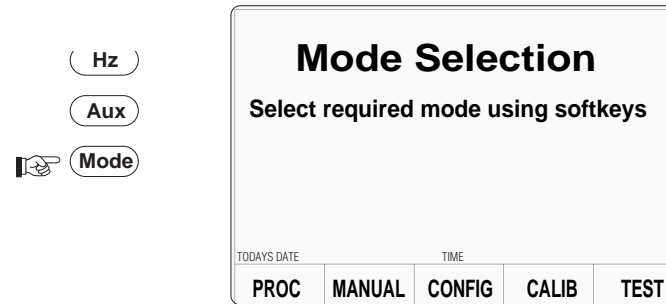 Hz
Aux
Mode
Mode Selection
Select required mode using softkeys
TODAYS DATE TIME
PROC MANUAL CONFIG CALIB TEST